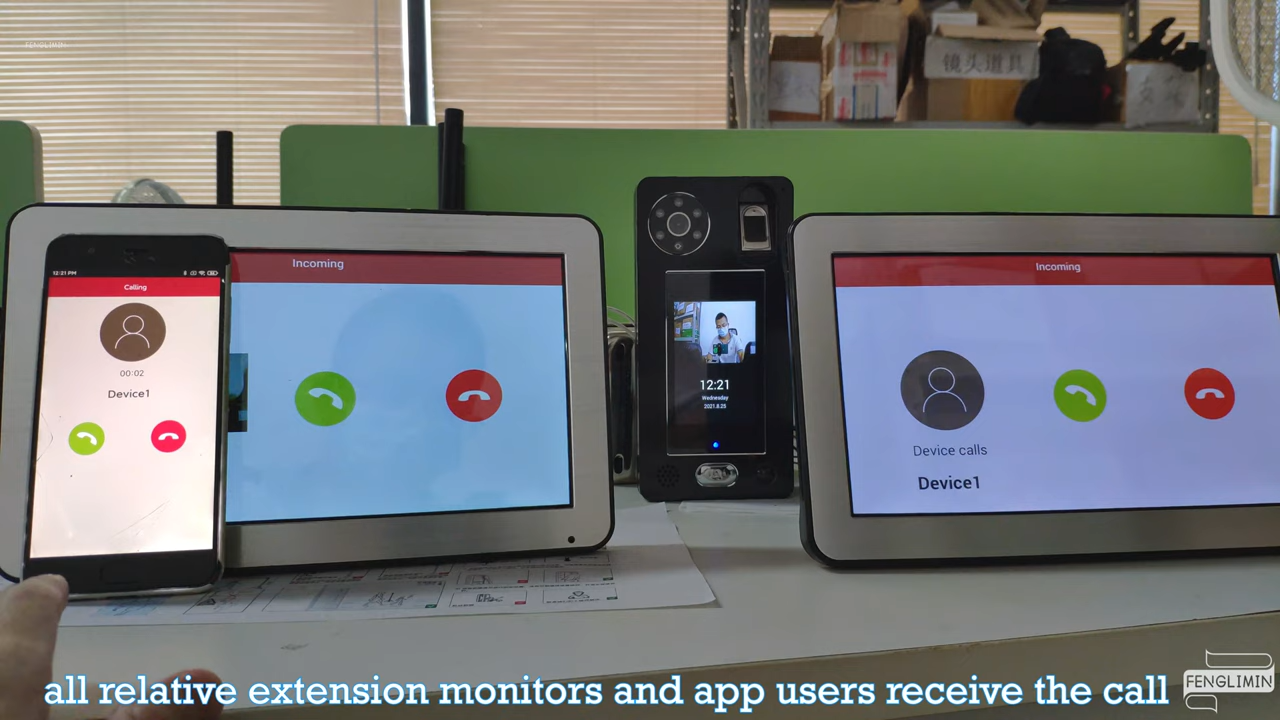 FENGLIMIN
镜头道具
12:21 PM
Calling
00:02
Device1
Incoming
12:21
Wednesday
2021.8.25
Incoming
Device calls
Device1
all relative extension monitors and app users receive the call
FENGLIMIN